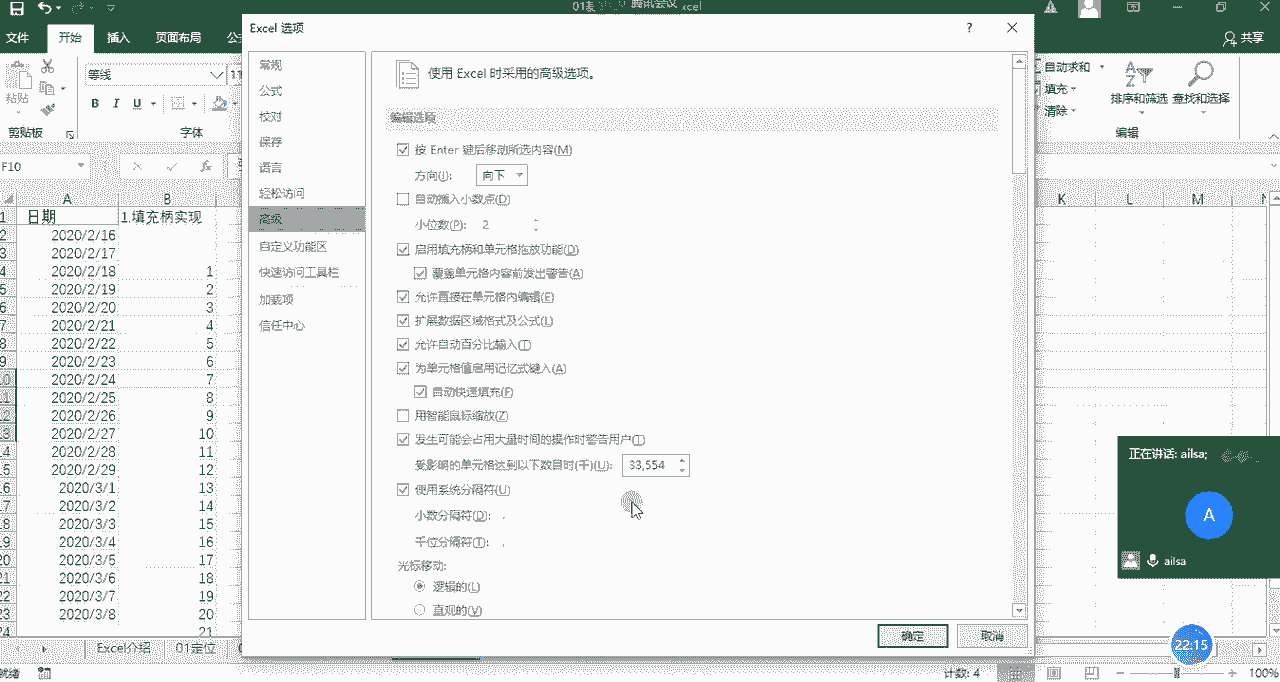 01 腾讯会议 xcel
文件 开始 插入 页面布局
共享
等线
B I U
粘贴
剪贴板 字体
自动求和
填充
清除
排序和筛选 查找和选择
编辑
F10
Excel 选项 ?
常规
公式
校对
保存
语言
轻松访问
高级
自定义功能区
快速访问工具栏
加载项
信任中心
使用 Excel 时采用的高级选项。
编辑选项
按 Enter 键后移动所选内容(M)
方向(I): 向下
自动插入小数点(D)
小位数(P): 2
启用填充柄和单元格拖放功能(D)
覆盖单元格内容前发出警告(A)
允许直接在单元格内编辑(E)
扩展数据区域格式及公式(L)
允许自动百分比输入(T)
为单元格值启用记忆式键入(A)
自动快速填充(F)
用智能鼠标缩放(Z)
发生可能会占用大量时间的操作时警告用户(T)
受影响的单元格达到以下数目时(千)(U): 33,554
使用系统分隔符(U)
小数分隔符(D):
千位分隔符(T):
光标移动:
逻辑的(L)
直观的(V)
确定 取消
A B K L M
1 日期 1.填充柄实现
2 2020/2/16
2020/2/17
4 2020/2/18 1
5 2020/2/19 2
6 2020/2/20 3
7 2020/2/21 4
8 2020/2/22 5
9 2020/2/23 6
10 2020/2/24 7
11 2020/2/25 8
2020/2/26 9
2020/2/27 10
14 2020/2/28 11
15 2020/2/29 12
16 2020/3/1 13
17 2020/3/2 14
18 2020/3/3 15
19 2020/3/4 16
20 2020/3/5 17
21 2020/3/6 18
22 2020/3/7 19
23 2020/3/8 20
24 21
Excel介绍 01定位
就绪 计数: 4 100%
正在讲话: ailsa;
A
ailsa
22:15